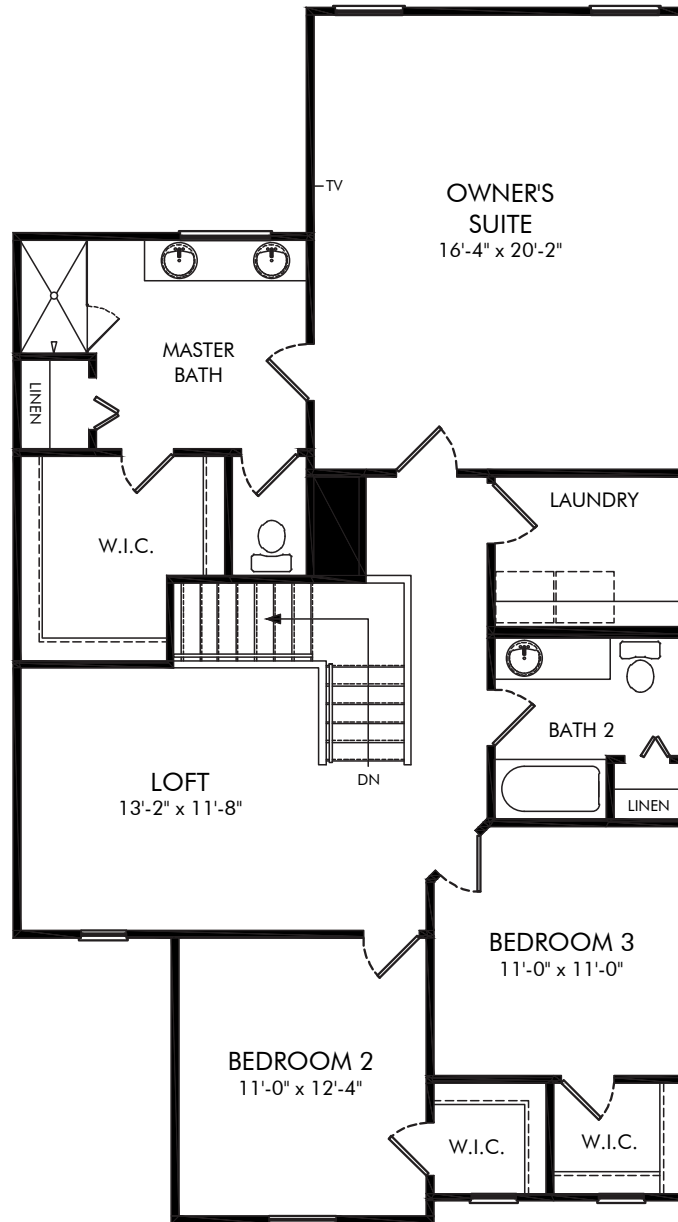 TV
OWNER'S
SUITE
16'-4" x 20'-2"
MASTER
BATH
LINEN
W.I.C.
LAUNDRY
BATH 2
LINEN
DN
LOFT
13'-2" x 11'-8"
BEDROOM 3
11'-0" x 11'-0"
BEDROOM 2
11'-0" x 12'-4"
W.I.C.
W.I.C.